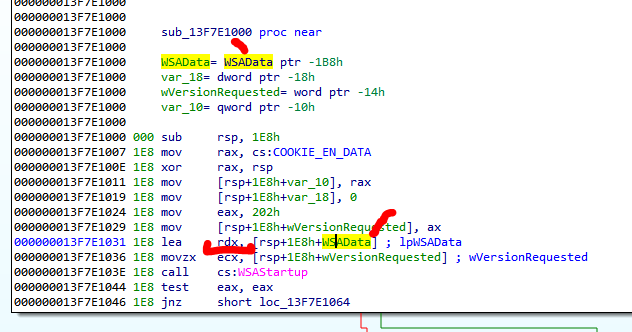 000000013F7E1000
000000013F7E1000
000000013F7E1000
000000013F7E1000 sub_13F7E1000 proc near
000000013F7E1000
000000013F7E1000 WSAData= WSAData ptr -1B8h
000000013F7E1000 var_18= dword ptr -18h
000000013F7E1000 wVersionRequested= word ptr -14h
000000013F7E1000 var_10= qword ptr -10h
000000013F7E1000
000000013F7E1000 000 sub rsp, 1E8h
000000013F7E1007 1E8 mov rax, cs:COOKIE_EN_DATA
000000013F7E100E 1E8 xor rax, rsp
000000013F7E1011 1E8 mov [rsp+1E8h+var_10], rax
000000013F7E1019 1E8 mov [rsp+1E8h+var_18], 0
000000013F7E1024 1E8 mov eax, 202h
000000013F7E1029 1E8 mov [rsp+1E8h+wVersionRequested], ax
000000013F7E1031 1E8 lea rdx, [rsp+1E8h+WSAData] ; lpWSAData
000000013F7E1036 1E8 movzx ecx, [rsp+1E8h+wVersionRequested] ; wVersionRequested
000000013F7E103E 1E8 call cs:WSAStartup
000000013F7E1044 1E8 test eax, eax
000000013F7E1046 1E8 jnz short loc_13F7E1064